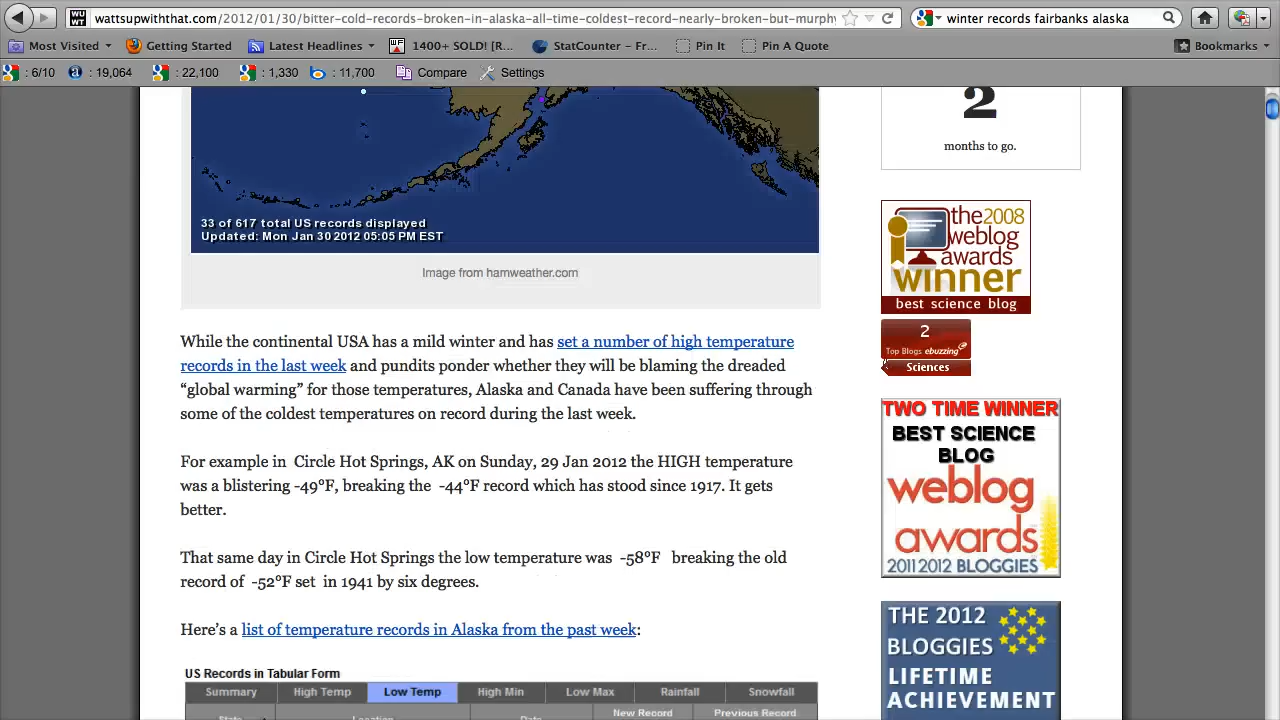 wattsupwiththat.com/2012/01/30/bitter-cold-records-broken-in-alaska-all-time-coldest-record-nearly-broken-but-murphy
winter records fairbanks alaska
Most Visited
Getting Started
Latest Headlines
1400+ SOLD! [R...
StatCounter – Fr...
Pin It
Pin A Quote
Bookmarks
: 6/10
: 19,064
: 22,100
: 1,330
: 11,700
Compare
Settings
33 of 617 total US records displayed
Updated: Mon Jan 30 2012 05:05 PM EST
Image from hamweather.com
While the continental USA has a mild winter and has set a number of high temperature
records in the last week and pundits ponder whether they will be blaming the dreaded
“global warming” for those temperatures, Alaska and Canada have been suffering through
some of the coldest temperatures on record during the last week.
For example in Circle Hot Springs, AK on Sunday, 29 Jan 2012 the HIGH temperature
was a blistering -49°F, breaking the -44°F record which has stood since 1917. It gets
better.
That same day in Circle Hot Springs the low temperature was -58°F breaking the old
record of -52°F set in 1941 by six degrees.
Here’s a list of temperature records in Alaska from the past week:
US Records in Tabular Form
Summary High Temp Low Temp High Min Low Max Rainfall Snowfall
State Location Date New Record Previous Record
2
months to go.
the 2008
weblog
awards
winner
best science blog
2
Top Blogs ebuzzing
Sciences
TWO TIME WINNER
BEST SCIENCE
BLOG
weblog
awards
2011 2012 BLOGGIES
THE 2012
BLOGGIES
LIFETIME
ACHIEVEMENT